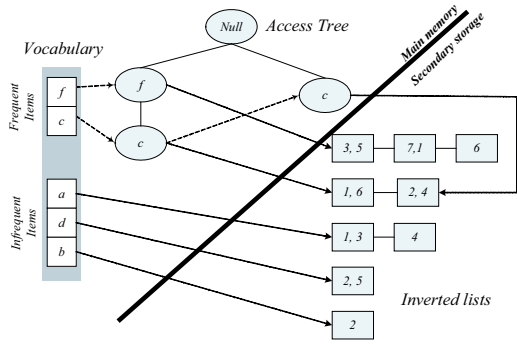 Null
Access Tree
Main memory
Secondary storage
Vocabulary
Frequent Items
f
c
f
c
c
3, 5
7,1
6
1, 6
2, 4
Infrequent Items
a
d
b
1, 3
4
2, 5
Inverted lists
2